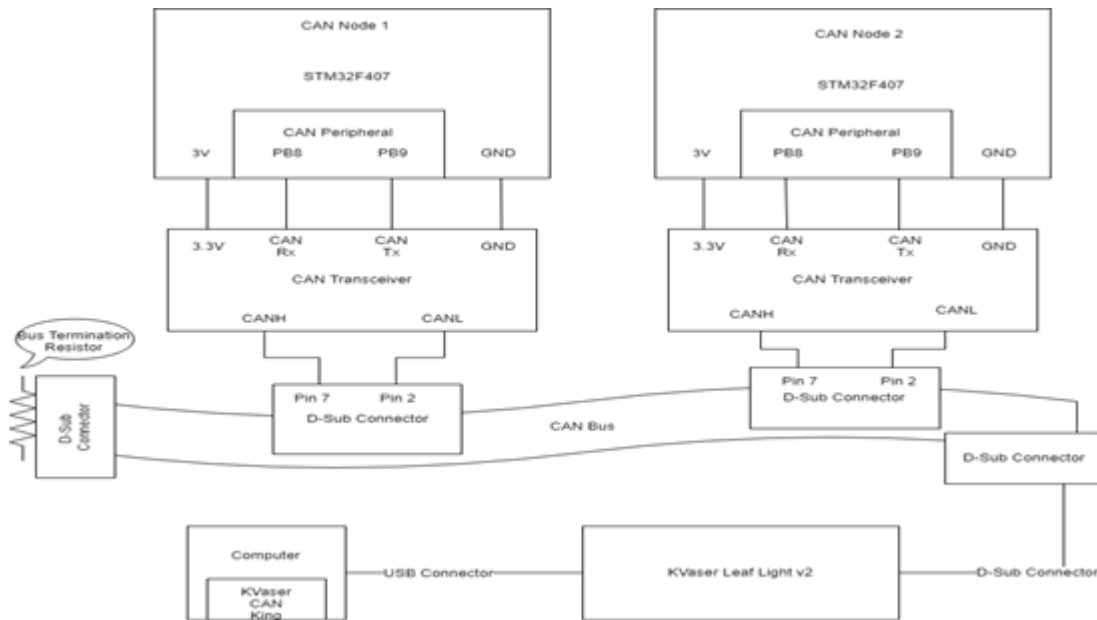 CAN Node 1
STM32F407
CAN Peripheral
3V PB8 PB9 GND
3.3V CAN Rx CAN Tx GND
CAN Transceiver
CANH CANL
Pin 7 Pin 2
D-Sub Connector
CAN Node 2
STM32F407
CAN Peripheral
3V PB8 PB9 GND
3.3V CAN Rx CAN Tx GND
CAN Transceiver
CANH CANL
Pin 7 Pin 2
D-Sub Connector
Bus Termination
Resistor
D-Sub
Connector
CAN Bus
D-Sub Connector
Computer
KVaser
CAN
King
USB Connector
KVaser Leaf Light v2
D-Sub Connector